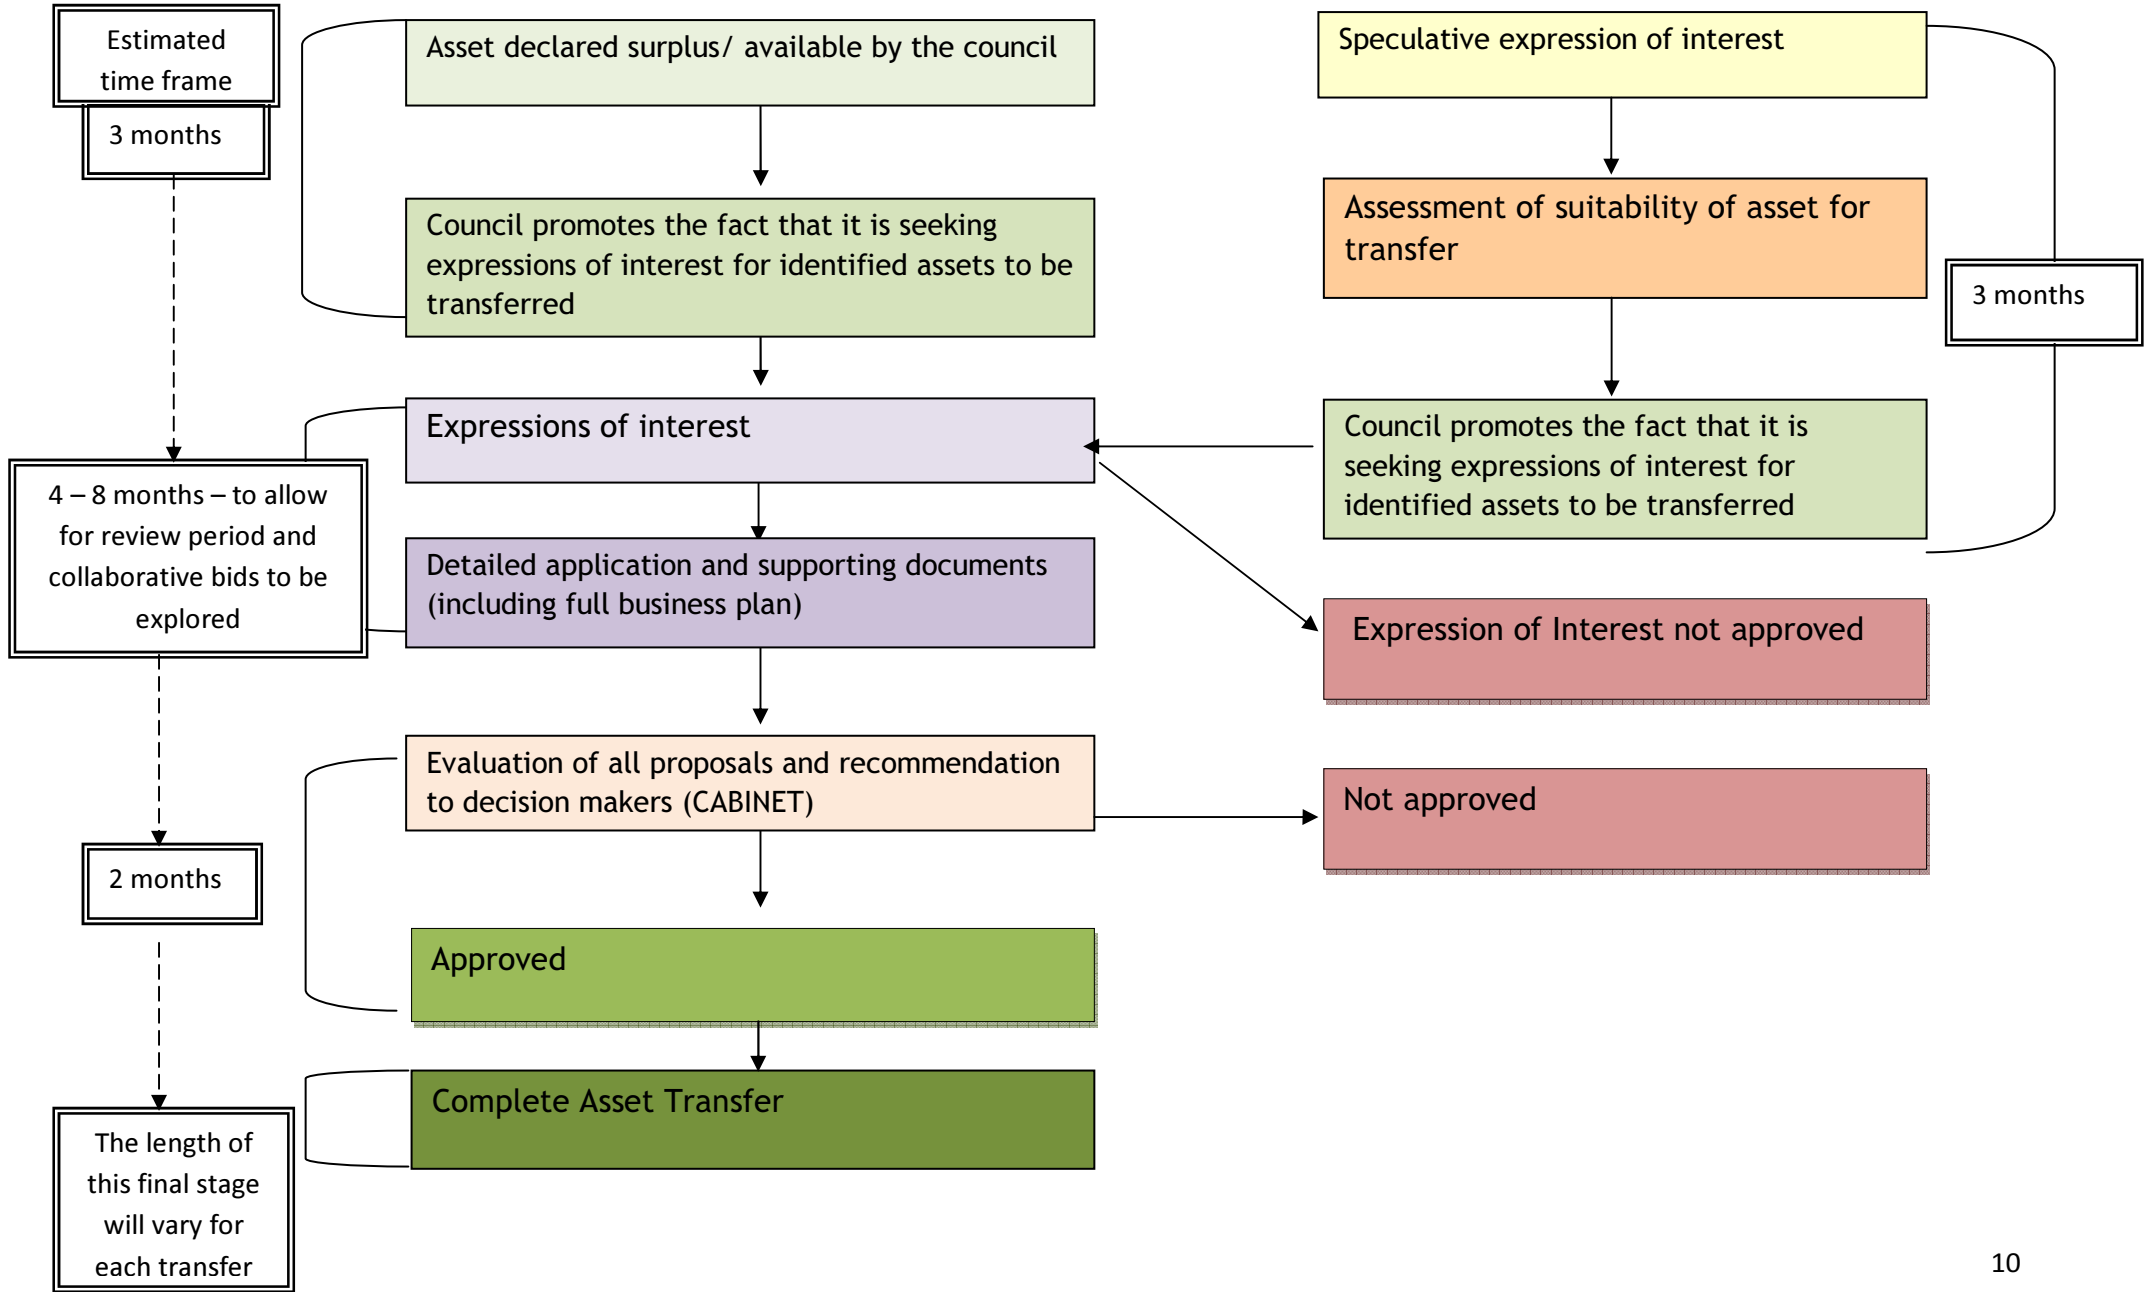 Estimated
time frame
3 months
Asset declared surplus/ available by the council
Council promotes the fact that it is seeking
expressions of interest for identified assets to be
transferred
Speculative expression of interest
Assessment of suitability of asset for
transfer
3 months
Council promotes the fact that it is
seeking expressions of interest for
identified assets to be transferred
4 – 8 months – to allow
for review period and
collaborative bids to be
explored
Expressions of interest
Detailed application and supporting documents
(including full business plan)
Expression of Interest not approved
2 months
Evaluation of all proposals and recommendation
to decision makers (CABINET)
Not approved
Approved
The length of
this final stage
will vary for
each transfer
Complete Asset Transfer
10